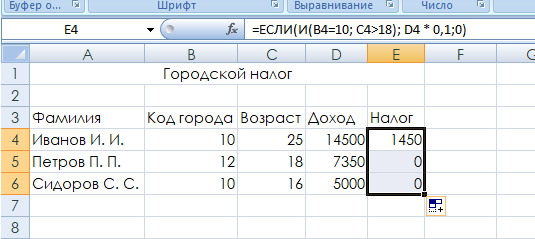 Буфер о... Шрифт Выравнивание Число
E4 fx =ЕСЛИ(И(B4=10; C4>18); D4 * 0,1;0)
A B C D E F
1 Городской налог
2
3 Фамилия Код города Возраст Доход Налог
4 Иванов И. И. 10 25 14500 1450
5 Петров П. П. 12 18 7350 0
6 Сидоров С. С. 10 16 5000 0
7
8